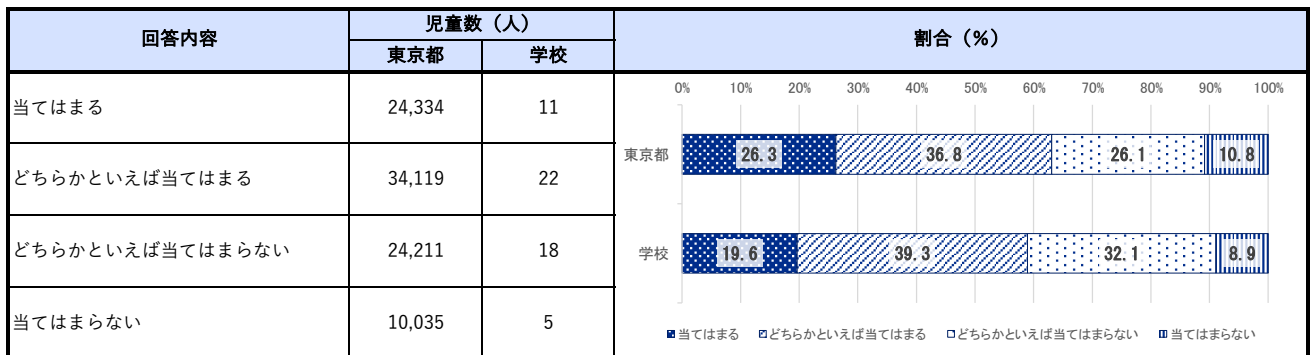 回答内容
児童数（人）
割合（％）
東京都
学校
当てはまる
24,334
11
どちらかといえば当てはまる
34,119
22
どちらかといえば当てはまらない
24,211
18
当てはまらない
10,035
5
0% 10% 20% 30% 40% 50% 60% 70% 80% 90% 100%
東京都
26.3
36.8
26.1
10.8
学校
19.6
39.3
32.1
8.9
当てはまる どちらかといえば当てはまる どちらかといえば当てはまらない 当てはまらない